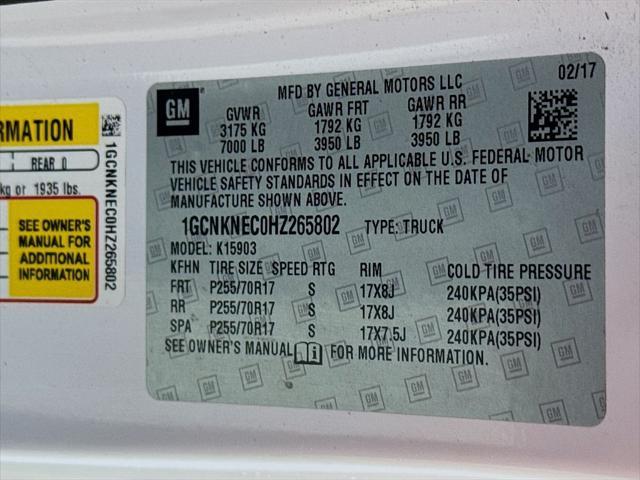 GM
MFD BY GENERAL MOTORS LLC
02/17
GVWR GAWR FRT GAWR RR
3175 KG 1792 KG 1792 KG
7000 LB 3950 LB 3950 LB
THIS VEHICLE CONFORMS TO ALL APPLICABLE U.S. FEDERAL MOTOR
VEHICLE SAFETY STANDARDS IN EFFECT ON THE DATE OF
MANUFACTURE SHOWN ABOVE.
1GCNKNEC0HZ265802 TYPE: TRUCK
MODEL: K15903
KFHN TIRE SIZE SPEED RTG RIM COLD TIRE PRESSURE
FRT P255/70R17 S 17X8J 240KPA(35PSI)
RR P255/70R17 S 17X8J 240KPA(35PSI)
SPA P255/70R17 S 17X7.5J 240KPA(35PSI)
SEE OWNER'S MANUAL FOR MORE INFORMATION.
RMATION
REAR 0
kg or 1935 lbs.
SEE OWNER'S
MANUAL FOR
ADDITIONAL
INFORMATION
1GCNKNEC0HZ265802